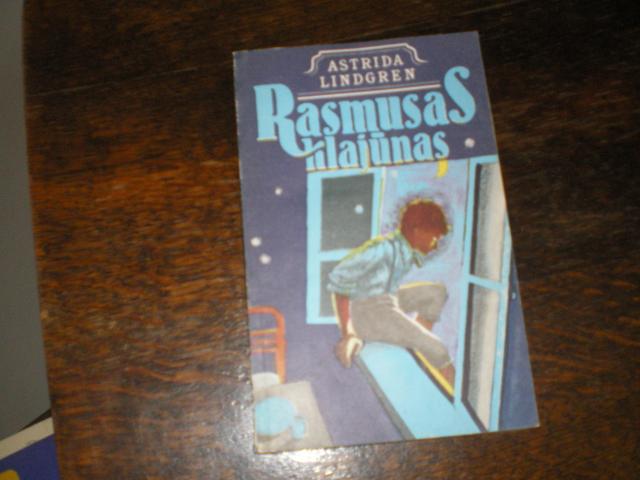 ASTRIDA
LINDGREN
Rasmusas
klajūnas